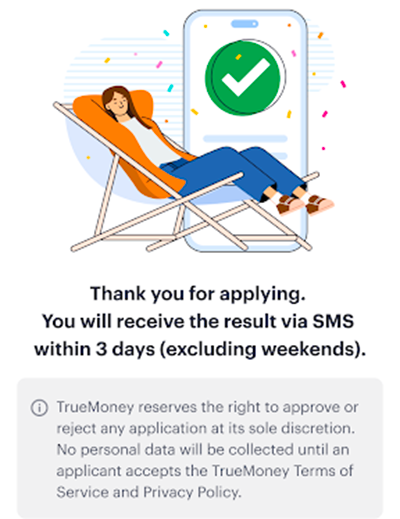 Thank you for applying.
You will receive the result via SMS
within 3 days (excluding weekends).
TrueMoney reserves the right to approve or
reject any application at its sole discretion.
No personal data will be collected until an
applicant accepts the TrueMoney Terms of
Service and Privacy Policy.